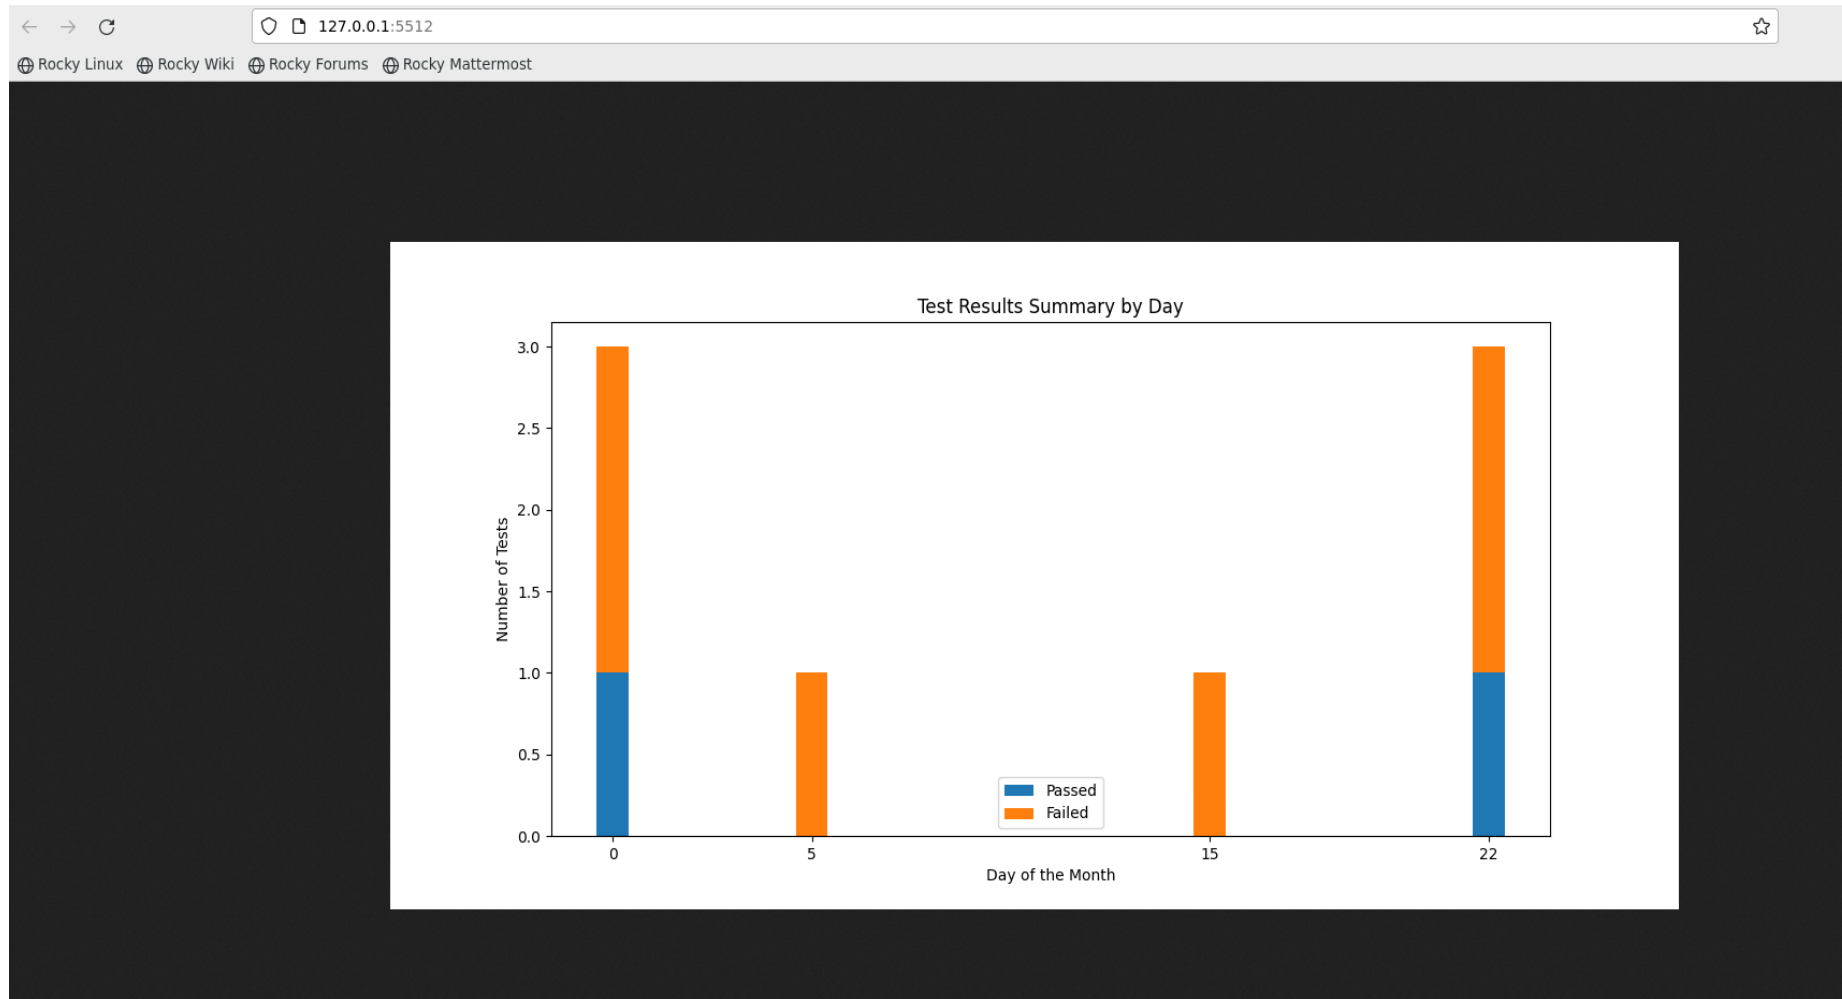 127.0.0.1:5512
Rocky Linux Rocky Wiki Rocky Forums Rocky Mattermost
Test Results Summary by Day
3.0
2.5
2.0
1.5
1.0
0.5
0.0
Number of Tests
Passed
Failed
0 5 15 22
Day of the Month